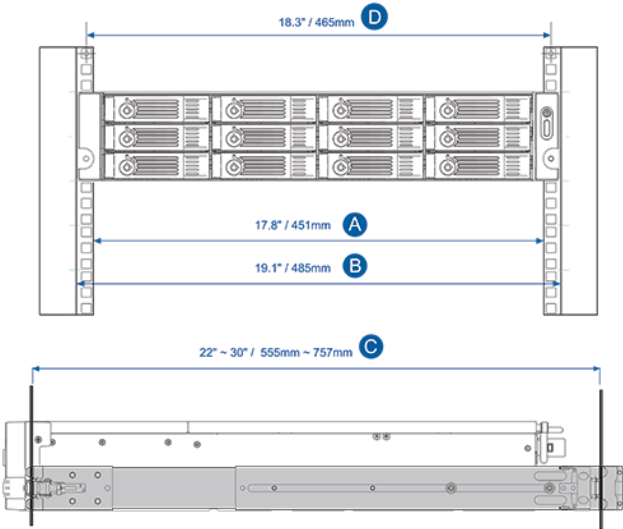 18.3" / 465mm D
17.8" / 451mm A
19.1" / 485mm B
22" ~ 30" / 555mm ~ 757mm C